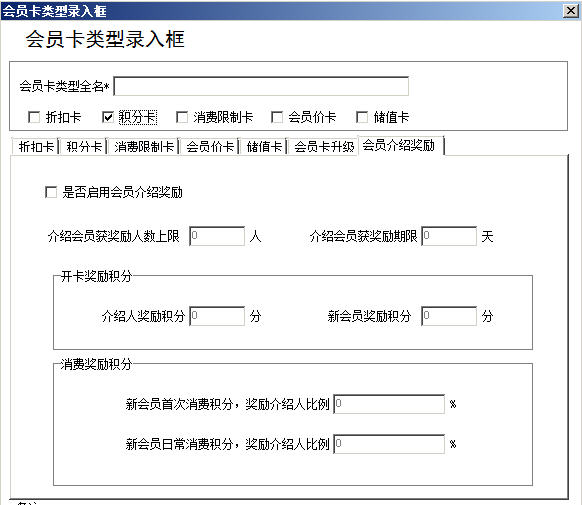 会员卡类型录入框
会员卡类型录入框
会员卡类型全名*
折扣卡 积分卡 消费限制卡 会员价卡 储值卡
折扣卡 积分卡 消费限制卡 会员价卡 储值卡 会员卡升级 会员介绍奖励
是否启用会员介绍奖励
介绍会员获奖励人数上限 0 人 介绍会员获奖励期限 0 天
开卡奖励积分
介绍人奖励积分 0 分 新会员奖励积分 0 分
消费奖励积分
新会员首次消费积分，奖励介绍人比例 0 %
新会员日常消费积分，奖励介绍人比例 0 %